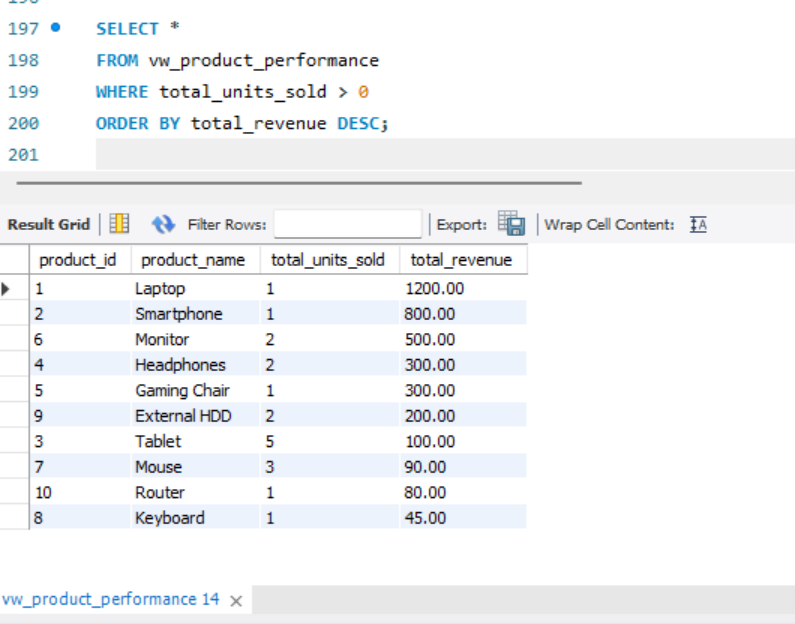 197 SELECT *
198 FROM vw_product_performance
199 WHERE total_units_sold > 0
200 ORDER BY total_revenue DESC;
201
Result Grid Filter Rows: Export: Wrap Cell Content:
product_id product_name total_units_sold total_revenue
1 Laptop 1 1200.00
2 Smartphone 1 800.00
6 Monitor 2 500.00
4 Headphones 2 300.00
5 Gaming Chair 1 300.00
9 External HDD 2 200.00
3 Tablet 5 100.00
7 Mouse 3 90.00
10 Router 1 80.00
8 Keyboard 1 45.00
vw_product_performance 14